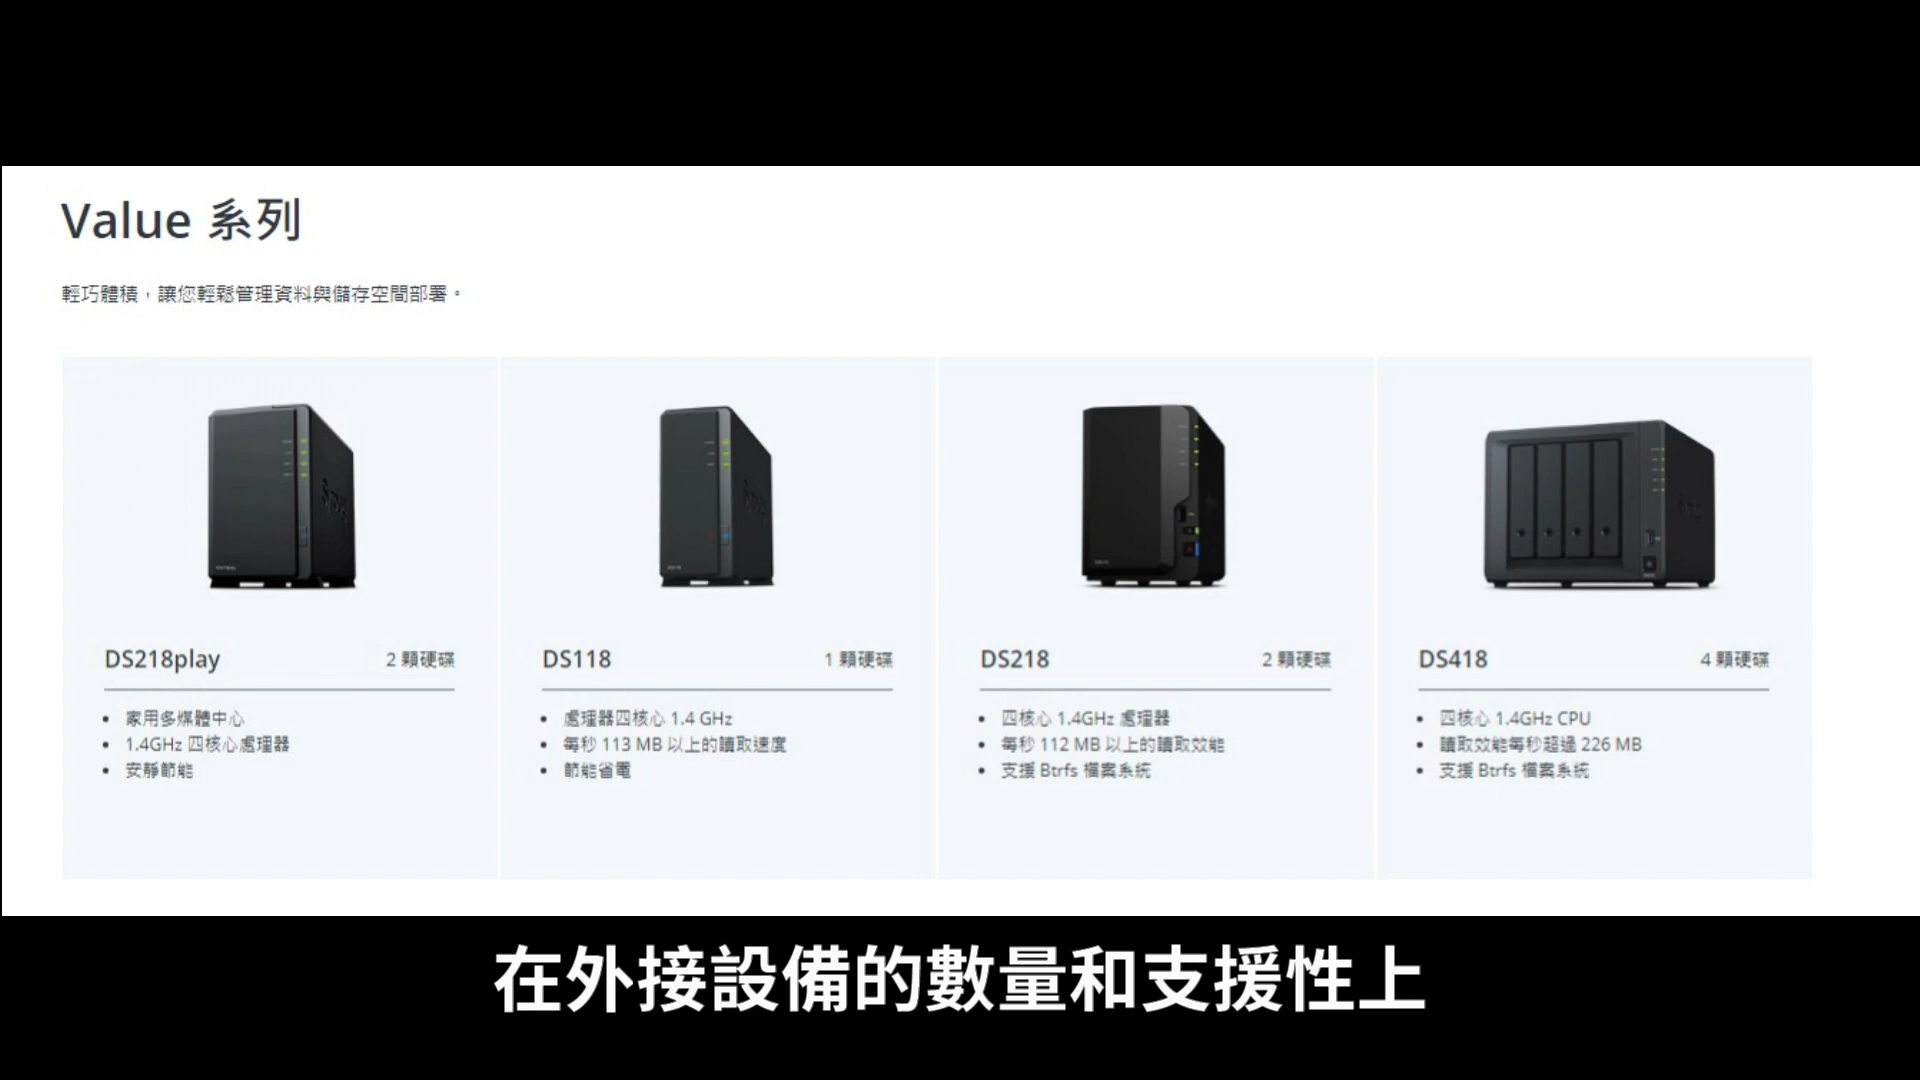 Value 系列
輕巧體積，讓您輕鬆管理資料與儲存空間部署。
DS218play 2 顆硬碟
家用多媒體中心
1.4GHz 四核心處理器
安靜節能
DS118 1 顆硬碟
處理器四核心 1.4 GHz
每秒 113 MB 以上的讀取速度
節能省電
DS218 2 顆硬碟
四核心 1.4GHz 處理器
每秒 112 MB 以上的讀取效能
支援 Btrfs 檔案系統
DS418 4 顆硬碟
四核心 1.4GHz CPU
讀取效能每秒超過 226 MB
支援 Btrfs 檔案系統
在外接設備的數量和支援性上